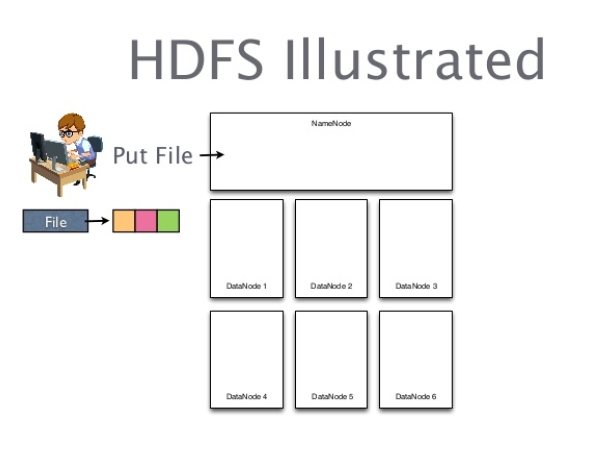 HDFS Illustrated
NameNode
Put File
File
DataNode 1
DataNode 2
DataNode 3
DataNode 4
DataNode 5
DataNode 6